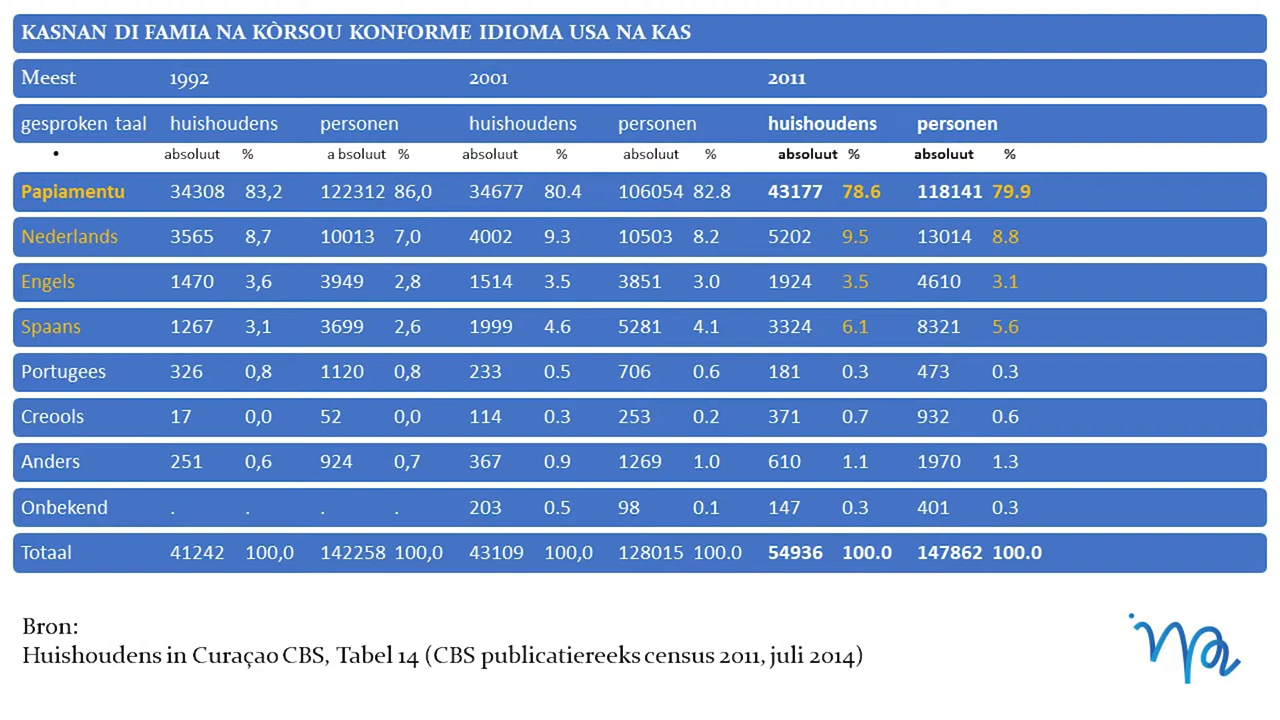 KASNAN DI FAMIA NA KÒRSOU KONFORME IDIOMA USA NA KAS
Meest 1992 2001 2011
gesproken taal huishoudens personen huishoudens personen huishoudens personen
• absoluut % a bsoluut % absoluut % absoluut % absoluut % absoluut %
Papiamentu 34308 83,2 122312 86,0 34677 80.4 106054 82.8 43177 78.6 118141 79.9
Nederlands 3565 8,7 10013 7,0 4002 9.3 10503 8.2 5202 9.5 13014 8.8
Engels 1470 3,6 3949 2,8 1514 3.5 3851 3.0 1924 3.5 4610 3.1
Spaans 1267 3,1 3699 2,6 1999 4.6 5281 4.1 3324 6.1 8321 5.6
Portugees 326 0,8 1120 0,8 233 0.5 706 0.6 181 0.3 473 0.3
Creools 17 0,0 52 0,0 114 0.3 253 0.2 371 0.7 932 0.6
Anders 251 0,6 924 0,7 367 0.9 1269 1.0 610 1.1 1970 1.3
Onbekend . . . . 203 0.5 98 0.1 147 0.3 401 0.3
Totaal 41242 100,0 142258 100,0 43109 100,0 128015 100.0 54936 100.0 147862 100.0
Bron:
Huishoudens in Curaçao CBS, Tabel 14 (CBS publicatiereeks census 2011, juli 2014)